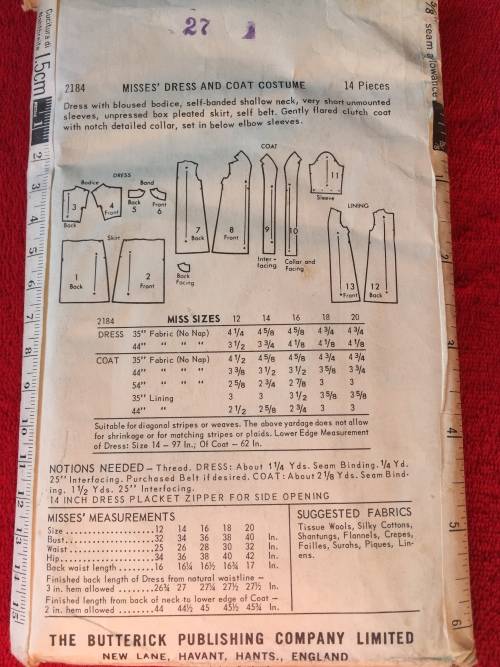 27
Cucitura di
1,5cm
5/8 seam allowance
2184 MISSES' DRESS AND COAT COSTUME 14 Pieces
Dress with bloused bodice, self-banded shallow neck, very short unmounted
sleeves, unpressed box pleated skirt, self belt. Gently flared clutch coat
with notch detailed collar, set in below elbow sleeves.
COAT
DRESS
Bodice Band
3 Back
4 Front
Back 5
Front 6
7 Back
8 Front
9 Inter-facing
10 Collar and Facing
11 Sleeve
LINING
Skirt
1 Back
2 Front
Back Facing
13 Front
12 Back
2184 MISS SIZES 12 14 16 18 20
DRESS 35" Fabric (No Nap) 4 1/4 4 5/8 4 5/8 4 3/4 4 3/4
44" " " " 3 1/2 3 3/4 4 1/8 4 1/8 4 1/8
COAT 35" Fabric (No Nap) 4 1/2 4 5/8 4 5/8 4 3/4 4 3/4
44" " " " 3 3/8 3 1/2 3 1/2 3 5/8 3 3/4
54" " " " 2 5/8 2 3/4 2 7/8 3 3
35" Lining 3 3 3 1/2 3 5/8 3 5/8
44" " 2 1/2 2 5/8 2 3/4 3 3
Suitable for diagonal stripes or weaves. The above yardage does not allow
for shrinkage or for matching stripes or plaids. Lower Edge Measurement
of Dress: Size 14 – 97 In.; Of Coat – 62 In.
NOTIONS NEEDED – Thread. DRESS: About 1 1/4 Yds. Seam Binding. 1/4 Yd.
25" Interfacing. Purchased Belt if desired. COAT: About 2 1/8 Yds. Seam Bind-
ing. 1 1/2 Yds. 25" Interfacing.
14 INCH DRESS PLACKET ZIPPER FOR SIDE OPENING
MISSES' MEASUREMENTS
Size 12 14 16 18 20
Bust 32 34 36 38 40 In.
Waist 25 26 28 30 32 In.
Hip 34 36 38 40 42 In.
Back waist length 16 16 1/4 16 1/2 16 3/4 17 In.
Finished back length of Dress from natural waistline –
3 in. hem allowed 26 3/4 27 27 1/4 27 1/2 27 1/2 In.
Finished length from back of neck to lower edge of Coat –
2 in. hem allowed 44 44 1/2 45 45 1/2 45 3/4 In.
SUGGESTED FABRICS
Tissue Wools, Silky Cottons,
Shantungs, Flannels, Crepes,
Failles, Surahs, Piques, Lin-
ens.
THE BUTTERICK PUBLISHING COMPANY LIMITED
NEW LANE, HAVANT, HANTS., ENGLAND